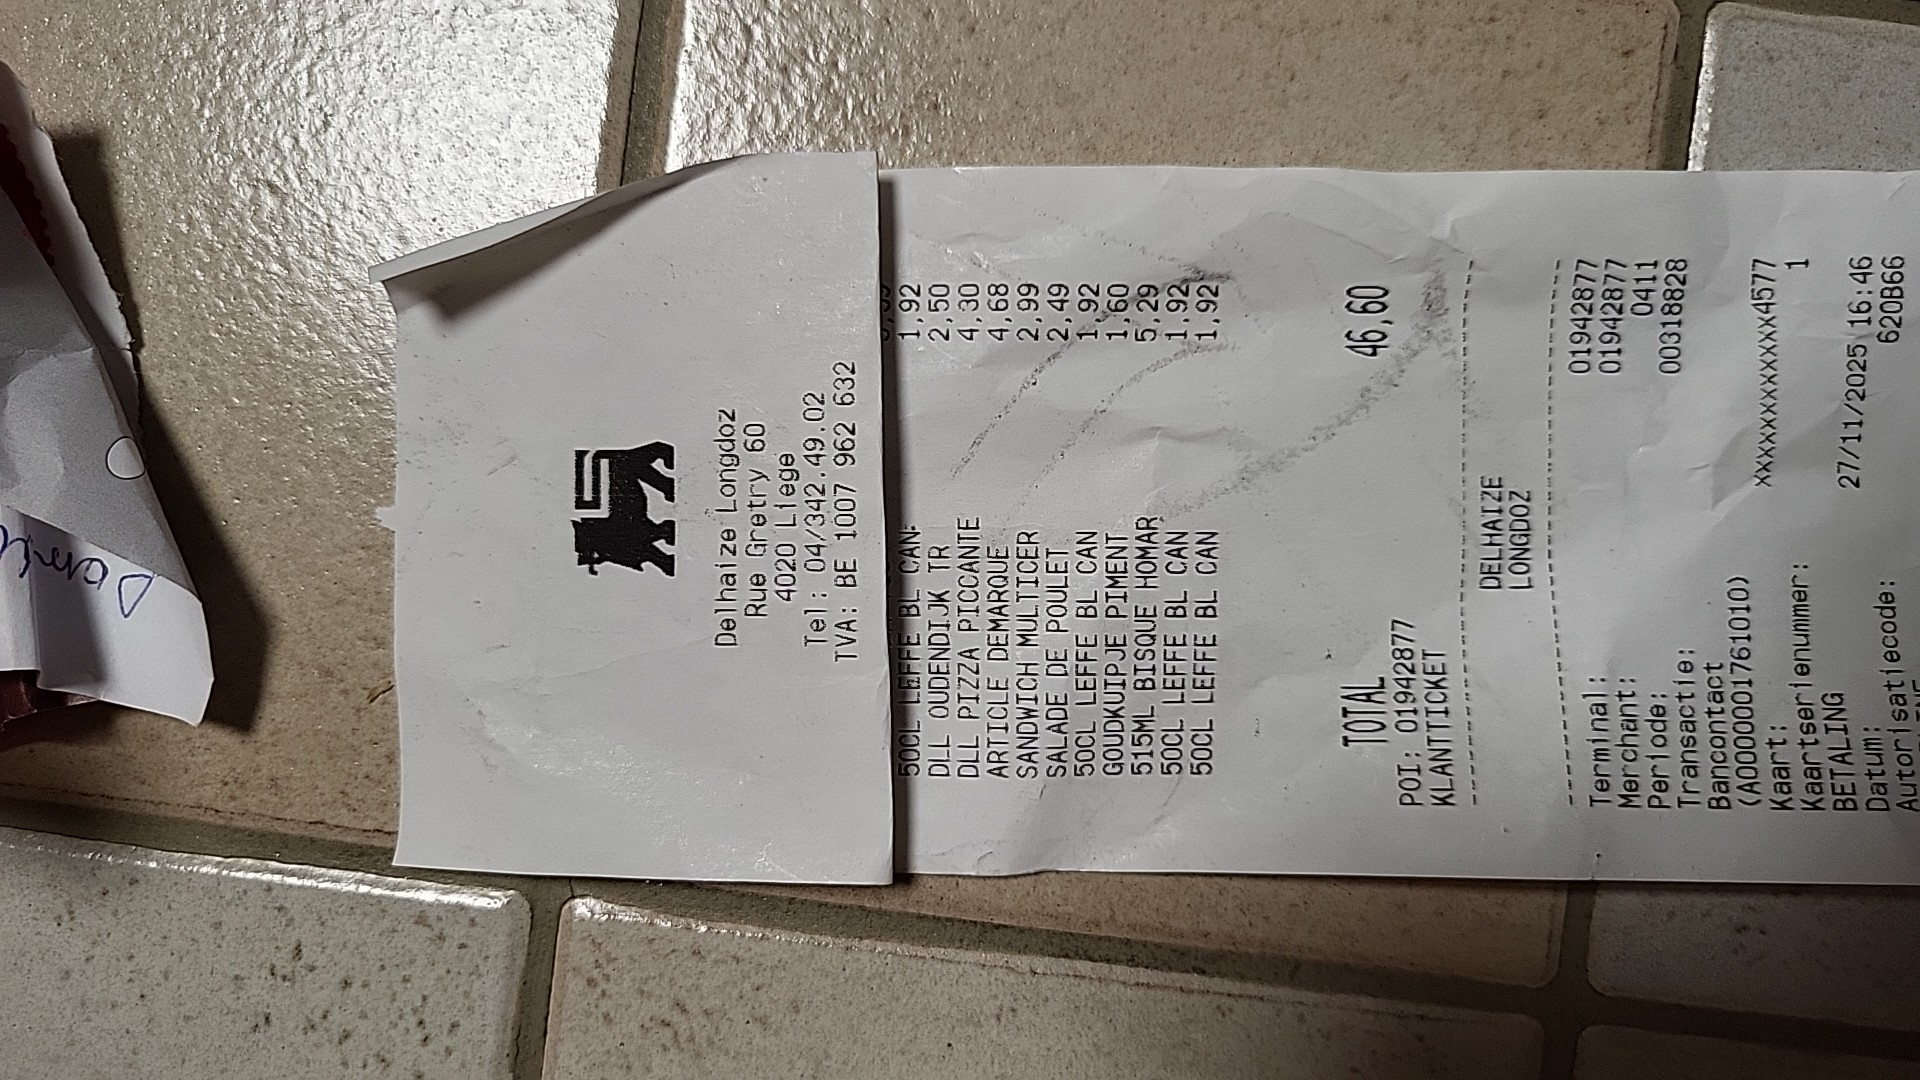 Delhaize Longdoz
Rue Gretry 60
4020 Liege
Tel: 04/342.49.02
TVA: BE 1007 962 632
50CL LEFFE BL CAN 1,92
DLL OUDENDIJK TR 2,50
DLL PIZZA PICCANTE 4,30
ARTICLE DEMARQUE 4,68
SANDWICH MULTICER 2,99
SALADE DE POULET 2,49
50CL LEFFE BL CAN 1,92
GOUDKUIPJE PIMENT 1,60
515ML BISQUE HOMAR 5,29
50CL LEFFE BL CAN 1,92
50CL LEFFE BL CAN 1,92
TOTAL 46,60
POI: 01942877
KLANTTICKET
DELHAIZE
LONGDOZ
Terminal: 01942877
Merchant: 01942877
Periode: 0411
Transactie: 00318828
Bancontact
(A0000001761010)
Kaart: xxxxxxxxxxxxxxx4577
Kaartserienummer: 1
BETALING
Datum: 27/11/2025 16:46
Autorisatiecode: 620B66